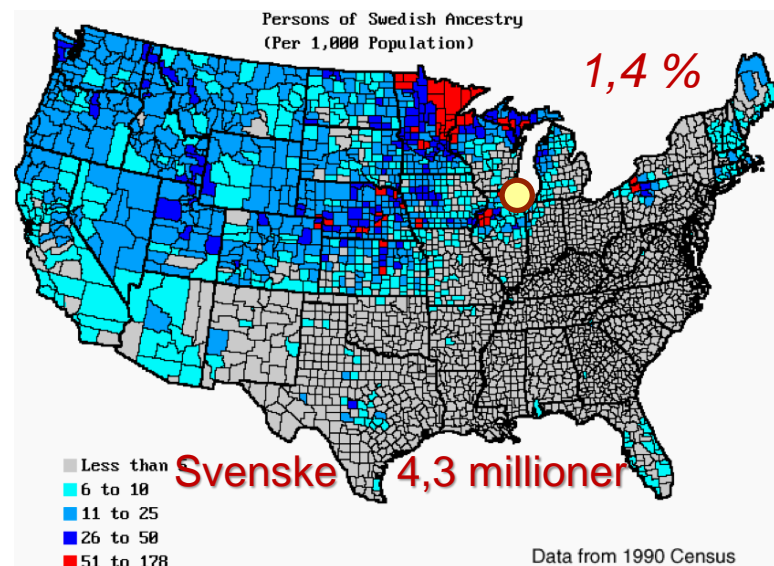 Persons of Swedish Ancestry
(Per 1,000 Population)
1,4 %
Less than
Svenske 4,3 millioner
6 to 10
11 to 25
26 to 50
51 to 178
Data from 1990 Census